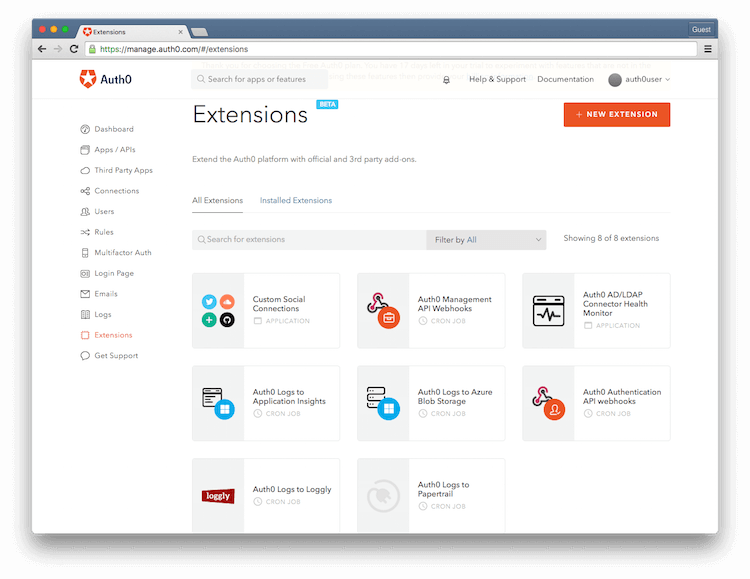 Extensions
Guest
https://manage.auth0.com/#/extensions
Auth0
Search for apps or features
Help & Support
Documentation
auth0user
Extensions
BETA
+ NEW EXTENSION
Dashboard
Apps / APIs
Third Party Apps
Connections
Users
Rules
Multifactor Auth
Login Page
Emails
Logs
Extensions
Get Support
Extend the Auth0 platform with official and 3rd party add-ons.
All Extensions
Installed Extensions
Search for extensions
Filter by All
Showing 8 of 8 extensions
Custom Social
Connections
APPLICATION
Auth0 Management
API Webhooks
CRON JOB
Auth0 AD/LDAP
Connector Health
Monitor
APPLICATION
Auth0 Logs to
Application Insights
CRON JOB
Auth0 Logs to Azure
Blob Storage
CRON JOB
Auth0 Authentication
API webhooks
CRON JOB
loggly
Auth0 Logs to Loggly
CRON JOB
Auth0 Logs to
Papertrail
CRON JOB